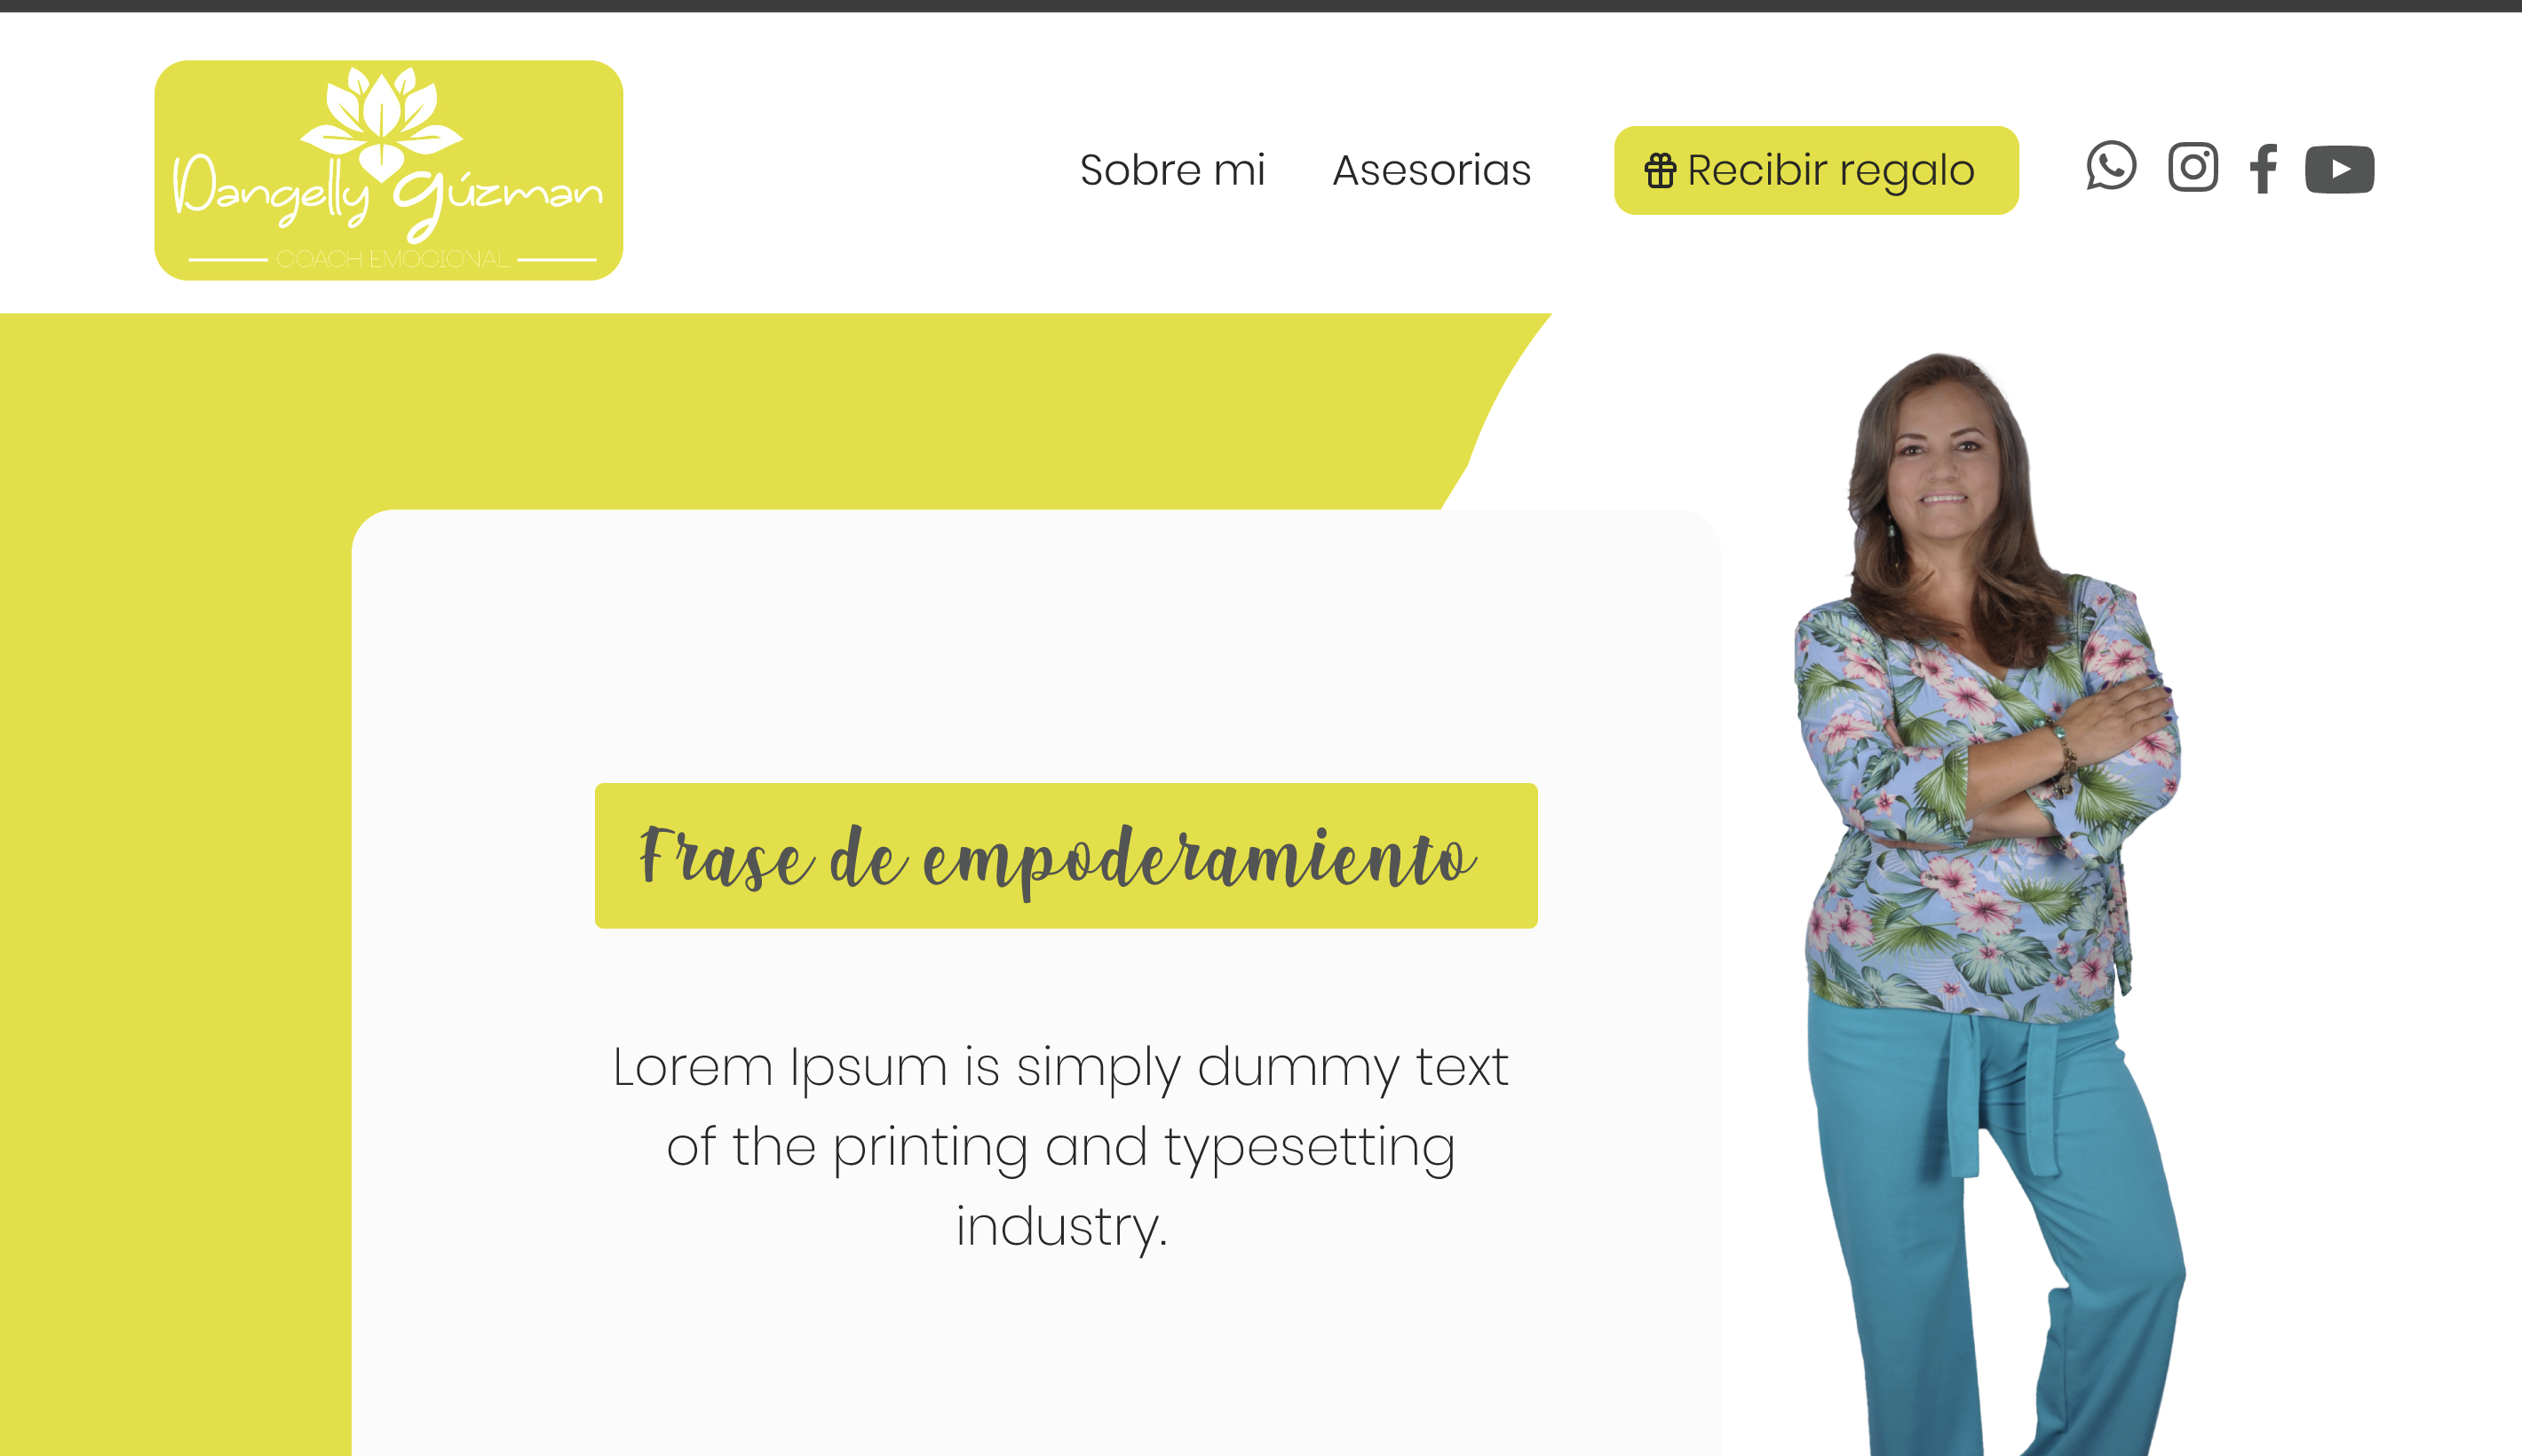 Dangelly Gúzman
COACH EMOCIONAL
Sobre mi
Asesorias
Recibir regalo
Frase de empoderamiento
Lorem Ipsum is simply dummy text
of the printing and typesetting
industry.